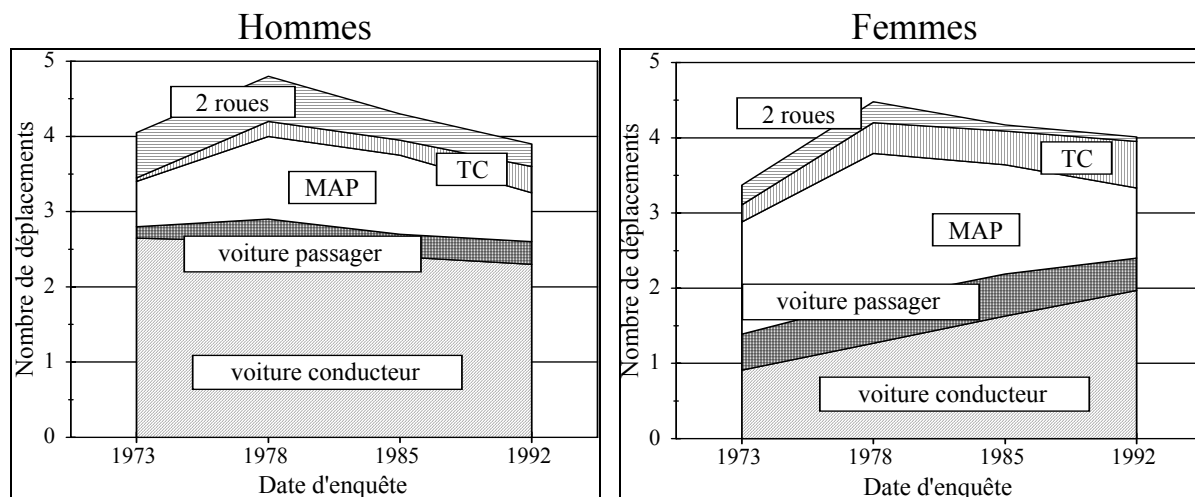 Hommes
Nombre de déplacements
5
4
3
2
1
0
2 roues
TC
MAP
voiture passager
voiture conducteur
1973
1978
1985
1992
Date d'enquête
Femmes
Nombre de déplacements
5
4
3
2
1
0
2 roues
TC
MAP
voiture passager
voiture conducteur
1973
1978
1985
1992
Date d'enquête